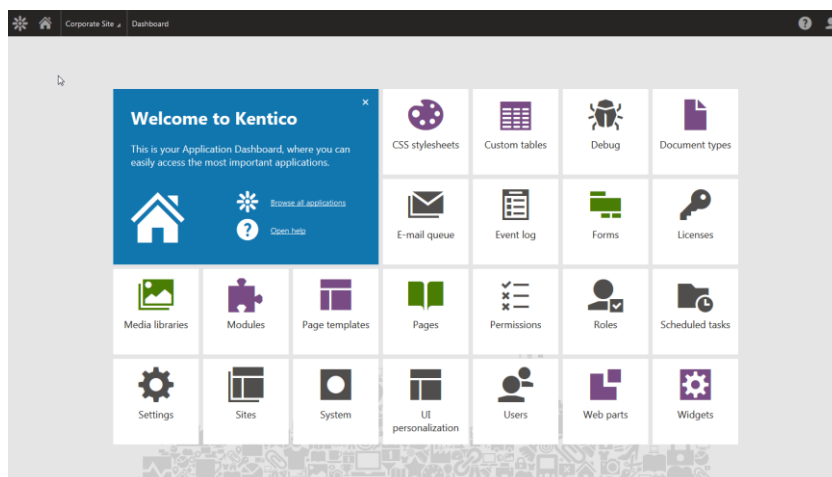 Corporate Site
Dashboard
Welcome to Kentico
This is your Application Dashboard, where you can
easily access the most important applications.
Browse all applications
Open help
CSS stylesheets
Custom tables
Debug
Document types
E-mail queue
Event log
Forms
Licenses
Media libraries
Modules
Page templates
Pages
Permissions
Roles
Scheduled tasks
Settings
Sites
System
UI
personalization
Users
Web parts
Widgets